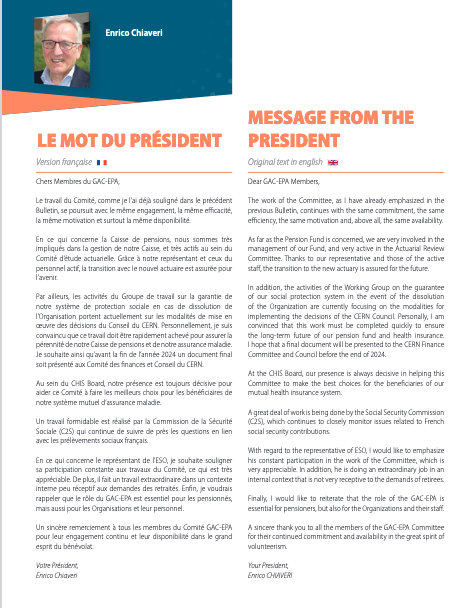 Enrico Chiaveri
LE MOT DU PRÉSIDENT
Version française
Chers Membres du GAC-EPA,
Le travail du Comité, comme je l'ai déjà souligné dans le précédent
Bulletin, se poursuit avec le même engagement, la même efficacité,
la même motivation et surtout la même disponibilité.
En ce qui concerne la Caisse de pensions, nous sommes très
impliqués dans la gestion de notre Caisse, et très actifs au sein du
Comité d'étude actuarielle. Grâce à notre représentant et ceux du
personnel actif, la transition avec le nouvel actuaire est assurée pour
l'avenir.
Par ailleurs, les activités du Groupe de travail sur la garantie de
notre système de protection sociale en cas de dissolution de
l'Organisation portent actuellement sur les modalités de mise en
œuvre des décisions du Conseil du CERN. Personnellement, je suis
convaincu que ce travail doit être rapidement achevé pour assurer la
pérennité de notre Caisse de pensions et de notre assurance maladie.
Je souhaite ainsi qu'avant la fin de l'année 2024 un document final
soit présenté aux Comité des finances et Conseil du CERN.
Au sein du CHIS Board, notre présence est toujours décisive pour
aider ce Comité à faire les meilleurs choix pour les bénéficiaires de
notre système mutuel d'assurance maladie.
Un travail formidable est réalisé par la Commission de la Sécurité
Sociale (C2S) qui continue de suivre de près les questions en lien
avec les prélèvements sociaux français.
En ce qui concerne le représentant de l'ESO, je souhaite souligner
sa participation constante aux travaux du Comité, ce qui est très
appréciable. De plus, il fait un travail extraordinaire dans un contexte
interne peu réceptif aux demandes des retraités. Enfin, je voudrais
rappeler que le rôle du GAC-EPA est essentiel pour les pensionnés,
mais aussi pour les Organisations et leur personnel.
Un sincère remerciement à tous les membres du Comité GAC-EPA
pour leur engagement continu et leur disponibilité dans le grand
esprit du bénévolat.
Votre Président,
Enrico Chiaveri
MESSAGE FROM THE
PRESIDENT
Original text in english
Dear GAC-EPA Members,
The work of the Committee, as I have already emphasized in the
previous Bulletin, continues with the same commitment, the same
efficiency, the same motivation and, above all, the same availability.
As far as the Pension Fund is concerned, we are very involved in the
management of our Fund, and very active in the Actuarial Review
Committee. Thanks to our representative and those of the active
staff, the transition to the new actuary is assured for the future.
In addition, the activities of the Working Group on the guarantee
of our social protection system in the event of the dissolution
of the Organization are currently focusing on the modalities for
implementing the decisions of the CERN Council. Personally, I am
convinced that this work must be completed quickly to ensure
the long-term future of our pension fund and health insurance.
I hope that a final document will be presented to the CERN Finance
Committee and Council before the end of 2024.
At the CHIS Board, our presence is always decisive in helping this
Committee to make the best choices for the beneficiaries of our
mutual health insurance system.
A great deal of work is being done by the Social Security Commission
(C2S), which continues to closely monitor issues related to French
social security contributions.
With regard to the representative of ESO, I would like to emphasize
his constant participation in the work of the Committee, which is very
appreciable. In addition, he is doing an extraordinary job in an
internal context that is not very receptive to the demands of retirees.
Finally, I would like to reiterate that the role of the GAC-EPA is
essential for pensioners, but also for the Organizations and their staff.
A sincere thank you to all the members of the GAC-EPA Committee
for their continued commitment and availability in the great spirit of
volunteerism.
Your President,
Enrico CHIAVERI